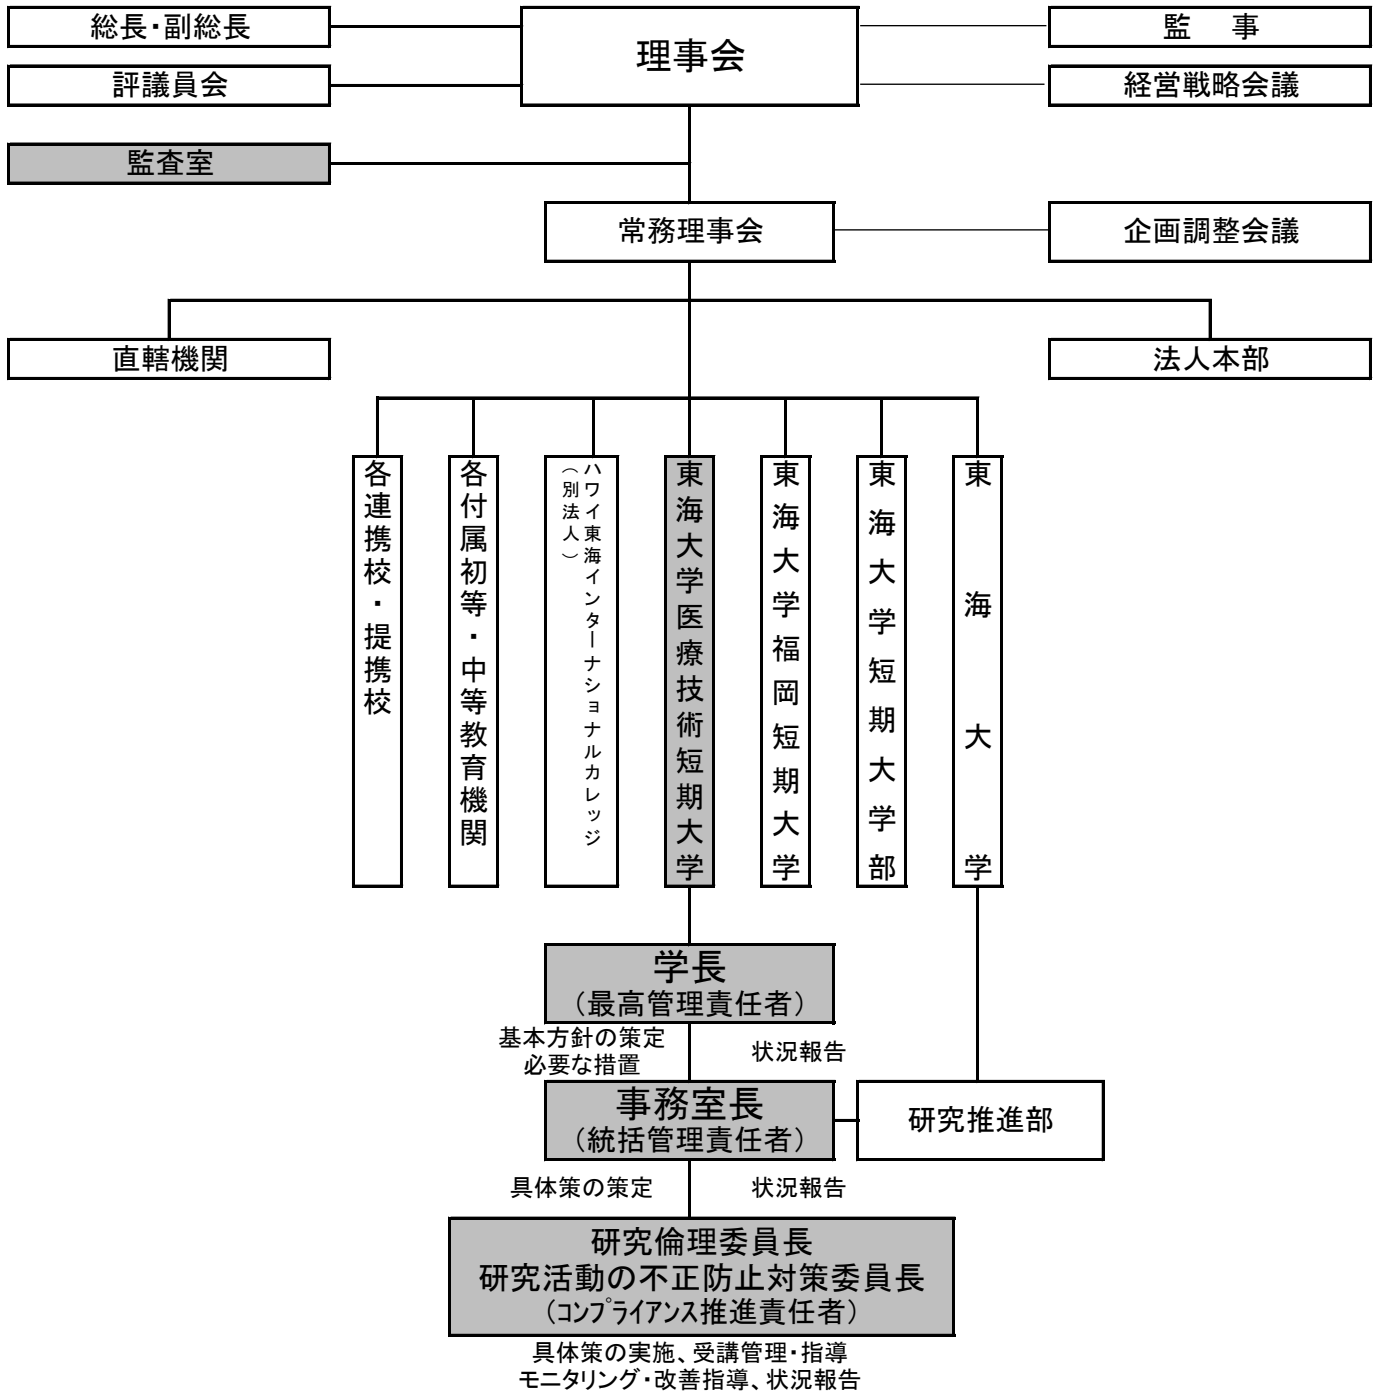 総長・副総長
理事会
監　事
評議員会
経営戦略会議
監査室
常務理事会
企画調整会議
直轄機関
法人本部
各連携校・提携校
各付属初等・中等教育機関
ハワイ東海インターナショナルカレッジ
（別法人）
東海大学医療技術短期大学
東海大学福岡短期大学
東海大学短期大学部
東海大学
学長
（最高管理責任者）
基本方針の策定
必要な措置
状況報告
事務室長
（統括管理責任者）
研究推進部
具体策の策定
状況報告
研究倫理委員長
研究活動の不正防止対策委員長
（コンプライアンス推進責任者）
具体策の実施、受講管理・指導
モニタリング・改善指導、状況報告